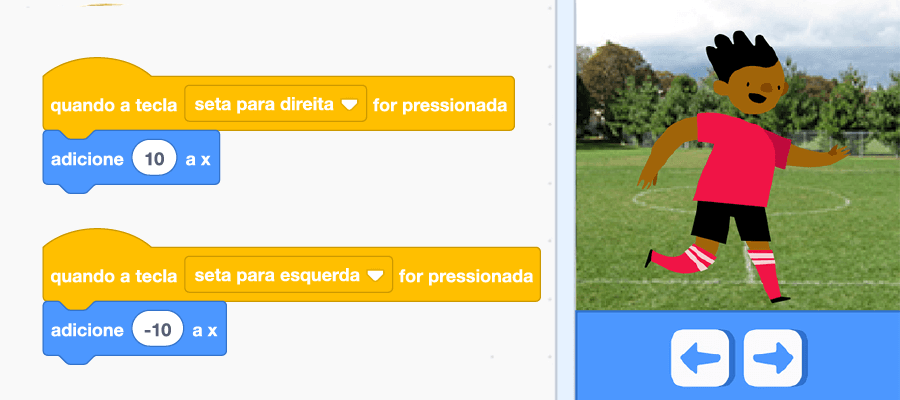 quando a tecla seta para direita for pressionada
adicione 10 a x
quando a tecla seta para esquerda for pressionada
adicione -10 a x